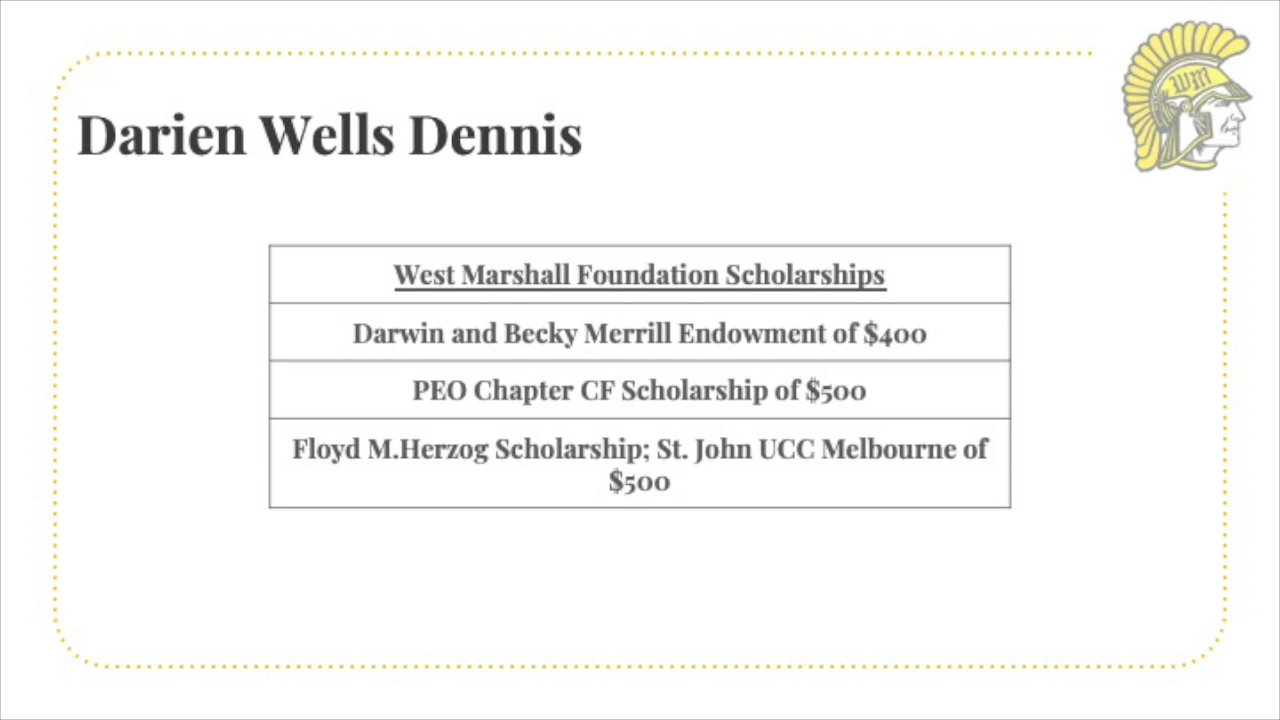 WM
Darien Wells Dennis
West Marshall Foundation Scholarships
Darwin and Becky Merrill Endowment of $400
PEO Chapter CF Scholarship of $500
Floyd M.Herzog Scholarship; St. John UCC Melbourne of
$500